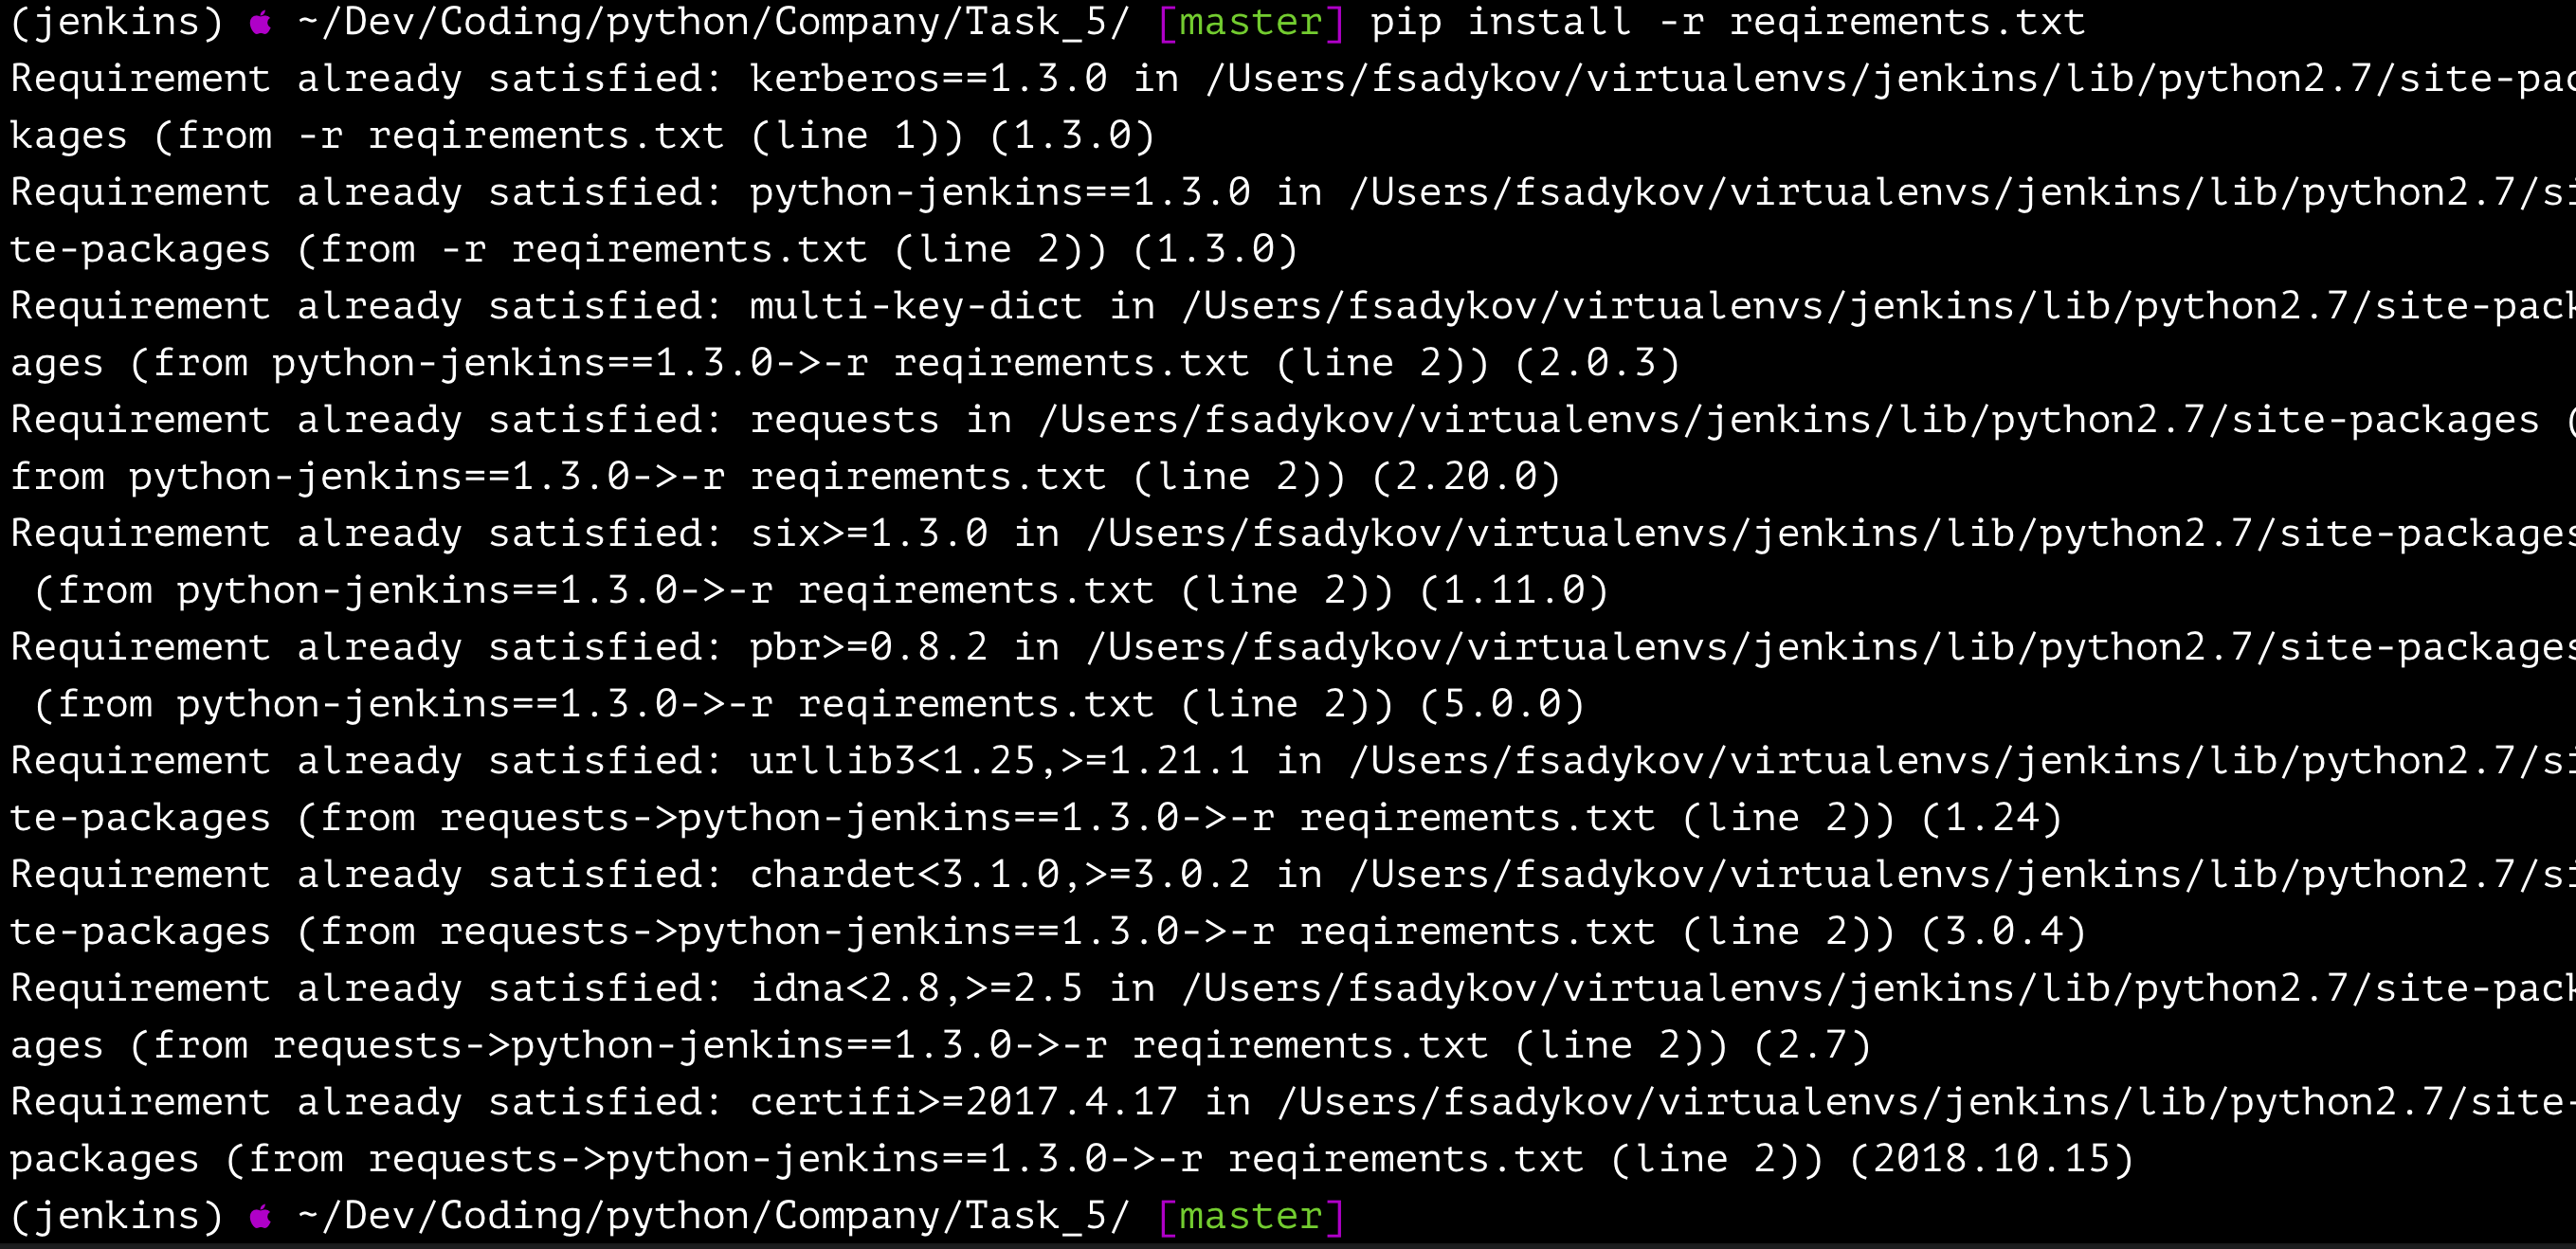 (jenkins)  ~/Dev/Coding/python/Company/Task_5/ [master] pip install -r reqirements.txt
Requirement already satisfied: kerberos==1.3.0 in /Users/fsadykov/virtualenvs/jenkins/lib/python2.7/site-pac
kages (from -r reqirements.txt (line 1)) (1.3.0)
Requirement already satisfied: python-jenkins==1.3.0 in /Users/fsadykov/virtualenvs/jenkins/lib/python2.7/si
te-packages (from -r reqirements.txt (line 2)) (1.3.0)
Requirement already satisfied: multi-key-dict in /Users/fsadykov/virtualenvs/jenkins/lib/python2.7/site-pack
ages (from python-jenkins==1.3.0->-r reqirements.txt (line 2)) (2.0.3)
Requirement already satisfied: requests in /Users/fsadykov/virtualenvs/jenkins/lib/python2.7/site-packages (
from python-jenkins==1.3.0->-r reqirements.txt (line 2)) (2.20.0)
Requirement already satisfied: six>=1.3.0 in /Users/fsadykov/virtualenvs/jenkins/lib/python2.7/site-packages
 (from python-jenkins==1.3.0->-r reqirements.txt (line 2)) (1.11.0)
Requirement already satisfied: pbr>=0.8.2 in /Users/fsadykov/virtualenvs/jenkins/lib/python2.7/site-packages
 (from python-jenkins==1.3.0->-r reqirements.txt (line 2)) (5.0.0)
Requirement already satisfied: urllib3<1.25,>=1.21.1 in /Users/fsadykov/virtualenvs/jenkins/lib/python2.7/si
te-packages (from requests->python-jenkins==1.3.0->-r reqirements.txt (line 2)) (1.24)
Requirement already satisfied: chardet<3.1.0,>=3.0.2 in /Users/fsadykov/virtualenvs/jenkins/lib/python2.7/si
te-packages (from requests->python-jenkins==1.3.0->-r reqirements.txt (line 2)) (3.0.4)
Requirement already satisfied: idna<2.8,>=2.5 in /Users/fsadykov/virtualenvs/jenkins/lib/python2.7/site-pack
ages (from requests->python-jenkins==1.3.0->-r reqirements.txt (line 2)) (2.7)
Requirement already satisfied: certifi>=2017.4.17 in /Users/fsadykov/virtualenvs/jenkins/lib/python2.7/site-
packages (from requests->python-jenkins==1.3.0->-r reqirements.txt (line 2)) (2018.10.15)
(jenkins)  ~/Dev/Coding/python/Company/Task_5/ [master]